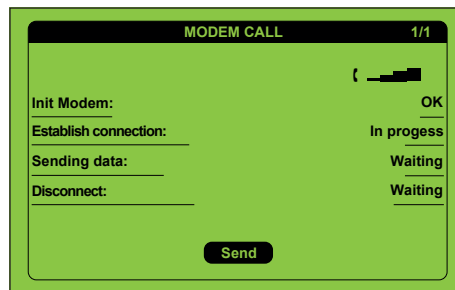 MODEM CALL 1/1
Init Modem: OK
Establish connection: In progess
Sending data: Waiting
Disconnect: Waiting
Send